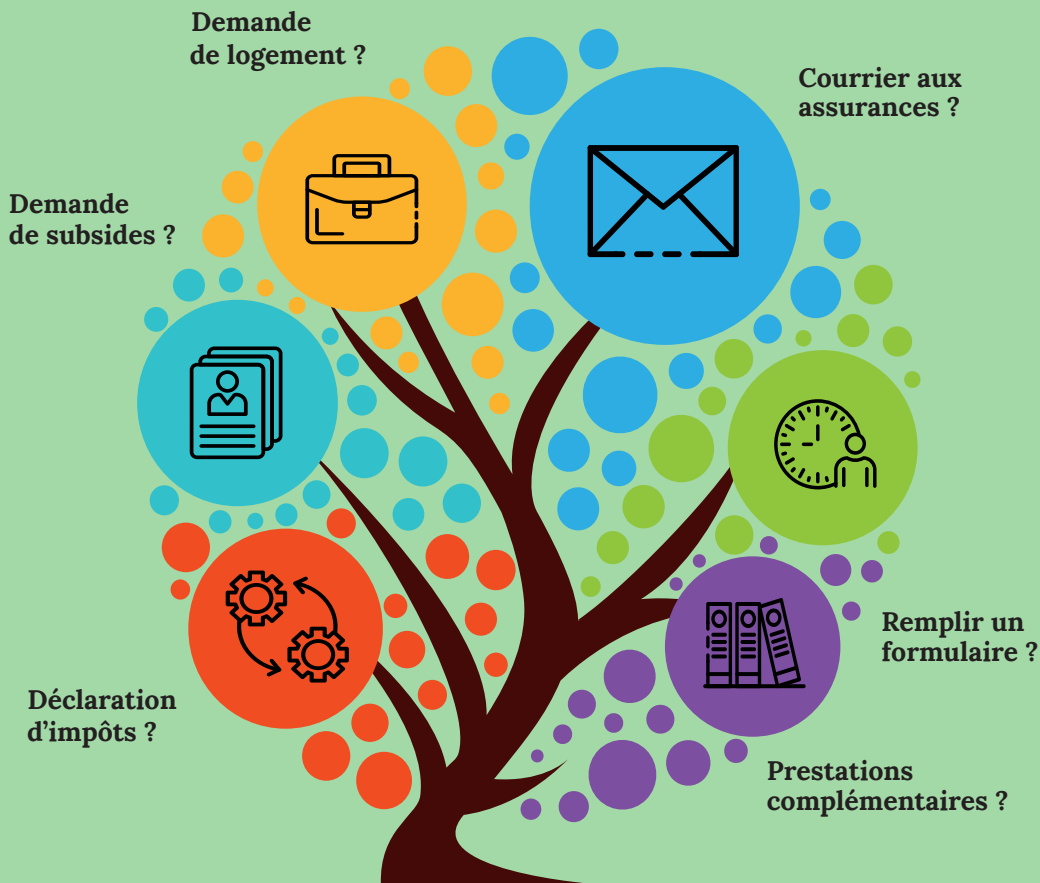 Demande
de logement ?
Courrier aux
assurances ?
Demande
de subsides ?
Remplir un
formulaire ?
Déclaration
d’impôts ?
Prestations
complémentaires ?